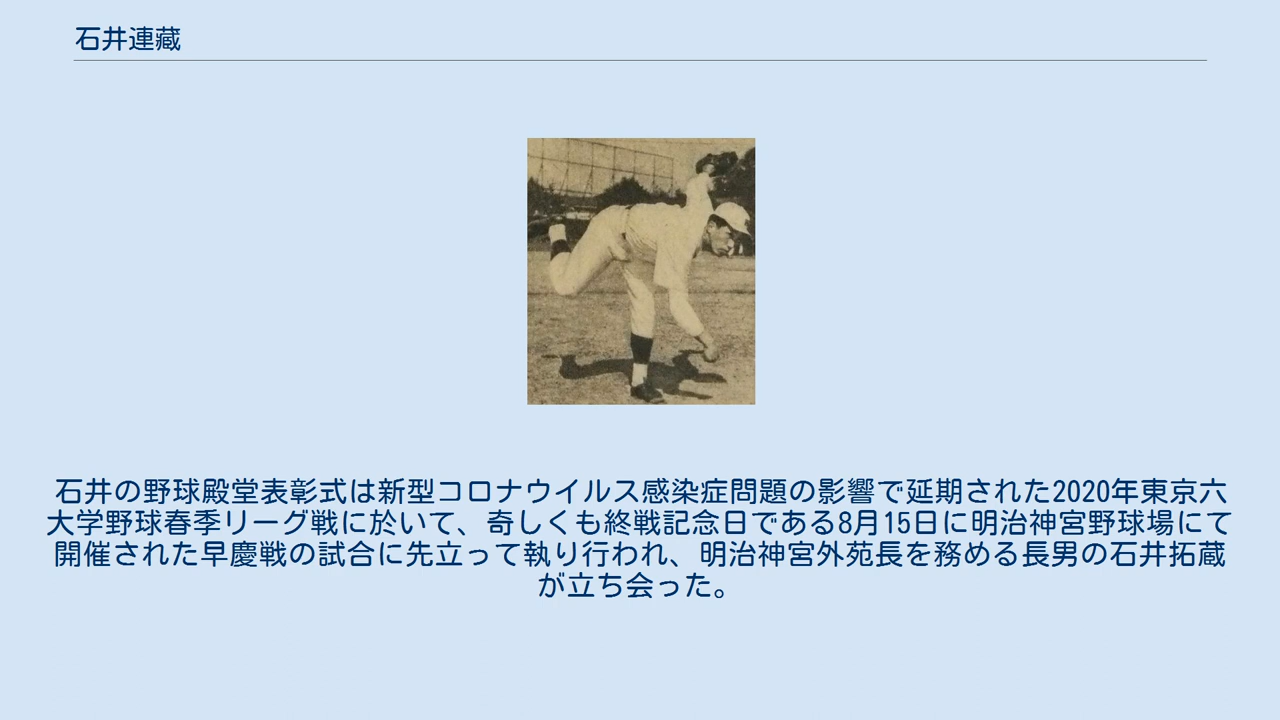 石井連藏
石井の野球殿堂表彰式は新型コロナウイルス感染症問題の影響で延期された2020年東京六
大学野球春季リーグ戦に於いて、奇しくも終戦記念日である8月15日に明治神宮野球場にて
開催された早慶戦の試合に先立って執り行われ、明治神宮外苑長を務める長男の石井拓蔵
が立ち会った。